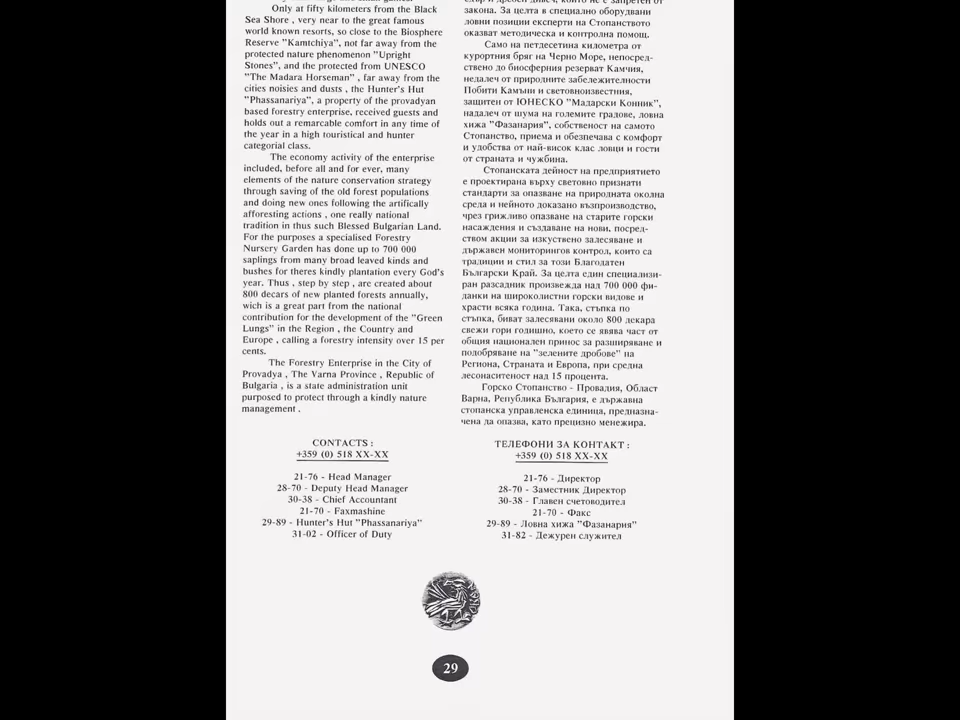 Only at fifty kilometers from the Black
Sea Shore , very near to the great famous
world known resorts, so close to the Biosphere
Reserve "Kamtchiya", not far away from the
protected nature phenomenon "Upright
Stones", and the protected from UNESCO
"The Madara Horseman" , far away from the
cities noisies and dusts , the Hunter's Hut
"Phassanariya", a property of the provadyan
based forestry enterprise, received guests and
holds out a remarcable comfort in any time of
the year in a high touristical and hunter
categorial class.
The economy activity of the enterprise
included, before all and for ever, many
elements of the nature conservation strategy
through saving of the old forest populations
and doing new ones following the artifically
afforesting actions , one really national
tradition in thus such Blessed Bulgarian Land.
For the purposes a specialised Forestry
Nursery Garden has done up to 700 000
saplings from many broad leaved kinds and
bushes for theres kindly plantation every God's
year. Thus , step by step , are created about
800 decars of new planted forests annually,
wich is a great part from the national
contribution for the development of the "Green
Lungs" in the Region , the Country and
Europe , calling a forestry intensity over 15 per
cents.
The Forestry Enterprise in the City of
Provadya , The Varna Province , Republic of
Bulgaria , is a state administration unit
purposed to protect through a kindly nature
management .
CONTACTS :
+359 (0) 518 XX-XX
21-76 - Head Manager
28-70 - Deputy Head Manager
30-38 - Chief Accountant
21-70 - Faxmashine
29-89 - Hunter's Hut "Phassanariya"
31-02 - Officer of Duty
закона. За целта в специално оборудвани
ловни позиции експерти на Стопанството
оказват методическа и контролна помощ.
Само на петдесетина километра от
курортния бряг на Черно Море, непосред-
ствено до биосферния резерват Камчия,
недалеч от природните забележителности
Побити Камъни и световноизвестния,
защитен от ЮНЕСКО "Мадарски Конник",
надалеч от шума на големите градове, ловна
хижа "Фазанария", собственост на самото
Стопанство, приема и обезпечава с комфорт
и удобства от най-висок клас ловци и гости
от страната и чужбина.
Стопанската дейност на предприятието
е проектирана върху световно признати
стандарти за опазване на природната околна
среда и нейното доказано възпроизводство,
чрез грижливо опазване на старите горски
насаждения и създаване на нови, посред-
ством акции за изкуствено залесяване и
държавен мониторингов контрол, които са
традиции и стил за този Благодатен
Български Край. За целта един специализи-
ран разсадник произвежда над 700 000 фи-
данки на широколистни горски видове и
храсти всяка година. Така, стъпка по
стъпка, биват залесявани около 800 декара
свежи гори годишно, което се явява част от
общия национален принос за разширяване и
подобряване на "зелените дробове" на
Региона, Страната и Европа, при средна
лесонаситеност над 15 процента.
Горско Стопанство - Провадия, Област
Варна, Република България, е държавна
стопанска управленска единица, предназна-
чена да опазва, като прецизно менежира.
ТЕЛЕФОНИ ЗА КОНТАКТ :
+359 (0) 518 XX-XX
21-76 - Директор
28-70 - Заместник Директор
30-38 - Главен счетоводител
21-70 - Факс
29-89 - Ловна хижа "Фазанария"
31-82 - Дежурен служител
29